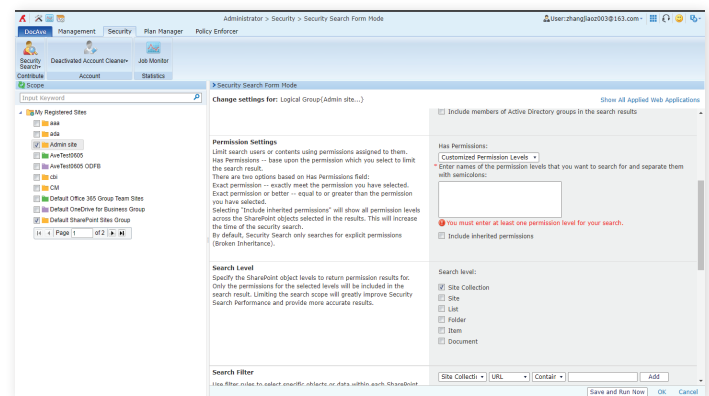 Administrator > Security > Security Search Form Mode
User:zhangjiaoz003@163.com
DocAve
Management
Security
Plan Manager
Policy Enforcer
Security Search
Deactivated Account Cleaner
Job Monitor
Contribute
Account
Statistics
Scope
Security Search Form Mode
Input Keyword
Change settings for: Logical Group{Admin site...}
Show All Applied Web Applications
My Registered Sites
aaa
ada
Admin site
AveTest0605
AveTest0605 ODFB
cbi
CM
Default Office 365 Group Team Sites
Default OneDrive for Business Group
Default SharePoint Sites Group
Page 1 of 2
Include members of Active Directory groups in the search results
Permission Settings
Limit search users or contents using permissions assigned to them.
Has Permissions -- base upon the permission which you select to limit
the search result.
There are two options based on Has Permissions field:
Exact permission -- exactly meet the permission you have selected.
Exact permission or better -- equal to or greater than the permission
you have selected.
Selecting "Include inherited permissions" will show all permission levels
across the SharePoint objects selected in the results. This will increase
the time of the security search.
By default, Security Search only searches for explicit permissions
(Broken Inheritance).
Has Permissions:
Customized Permission Levels
* Enter names of the permission levels that you want to search for and separate them
with semicolons:
You must enter at least one permission level for your search.
Include inherited permissions
Search Level
Specify the SharePoint object levels to return permission results for.
Only the permissions for the selected levels will be included in the
search result. Limiting the search scope will greatly improve Security
Search Performance and provide more accurate results.
Search level:
Site Collection
Site
List
Folder
Item
Document
Search Filter
Use filter rules to select specific objects or data within each SharePoint
Site Collecti
URL
Contair
Add
Save and Run Now
OK
Cancel